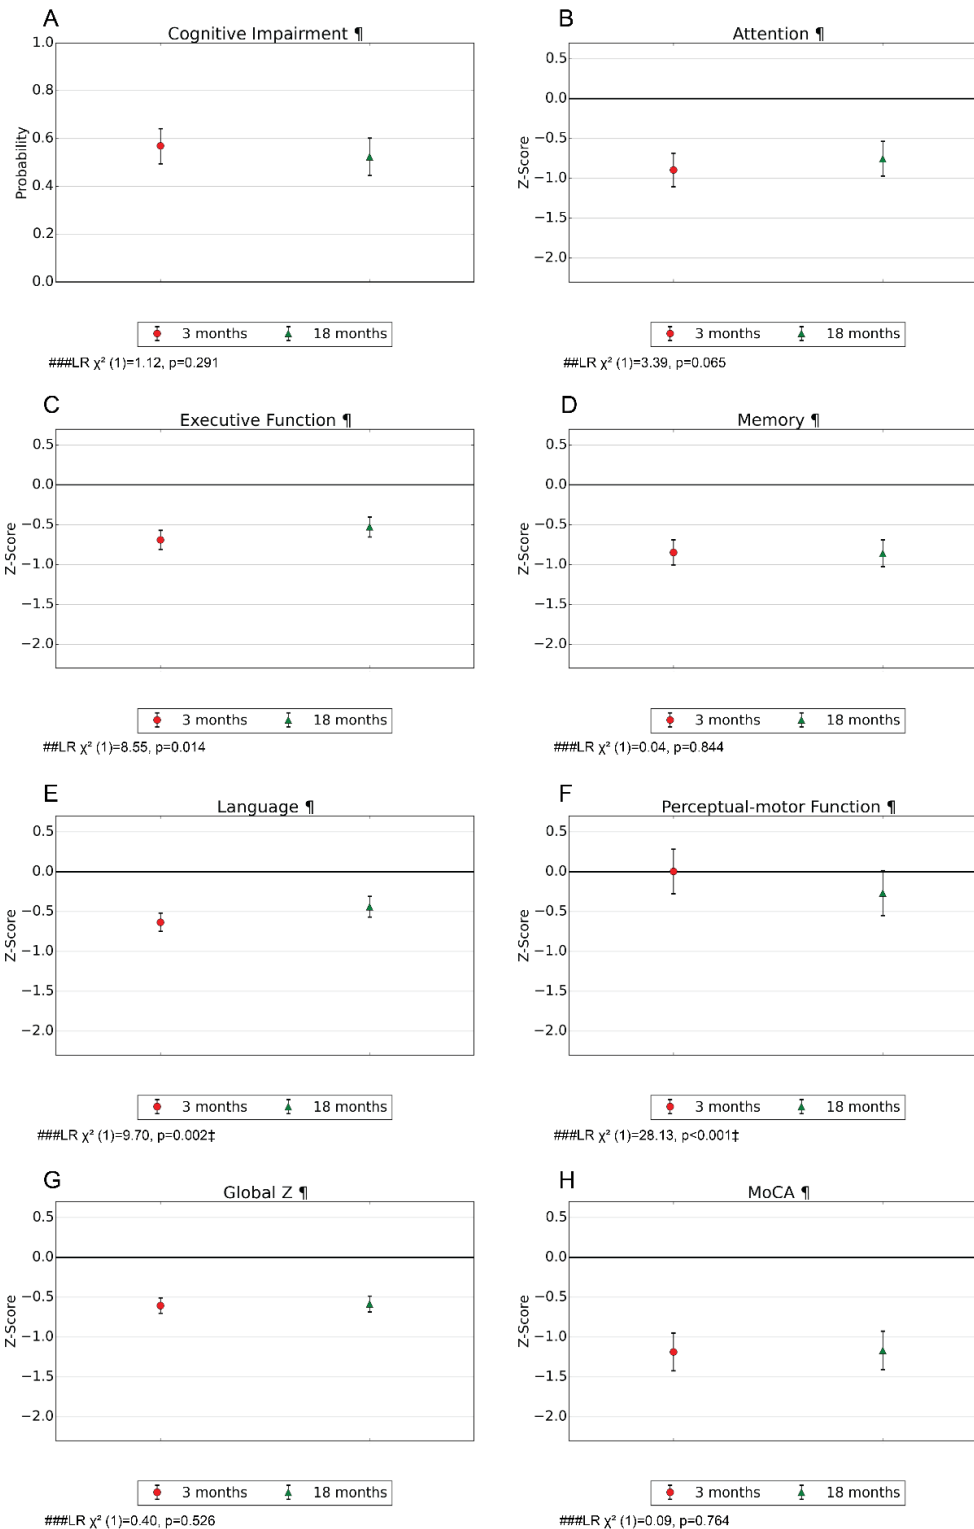 A
Cognitive Impairment ¶
1.0
0.8
0.6
0.4
0.2
0.0
Probability
3 months 18 months
###LR χ² (1)=1.12, p=0.291
B
Attention ¶
0.5
0.0
−0.5
−1.0
−1.5
−2.0
Z-Score
3 months 18 months
##LR χ² (1)=3.39, p=0.065
C
Executive Function ¶
0.5
0.0
−0.5
−1.0
−1.5
−2.0
Z-Score
3 months 18 months
##LR χ² (1)=8.55, p=0.014
D
Memory ¶
0.5
0.0
−0.5
−1.0
−1.5
−2.0
Z-Score
3 months 18 months
###LR χ² (1)=0.04, p=0.844
E
Language ¶
0.5
0.0
−0.5
−1.0
−1.5
−2.0
Z-Score
3 months 18 months
###LR χ² (1)=9.70, p=0.002‡
F
Perceptual-motor Function ¶
0.5
0.0
−0.5
−1.0
−1.5
−2.0
Z-Score
3 months 18 months
###LR χ² (1)=28.13, p<0.001‡
G
Global Z ¶
0.5
0.0
−0.5
−1.0
−1.5
−2.0
Z-Score
3 months 18 months
###LR χ² (1)=0.40, p=0.526
H
MoCA ¶
0.5
0.0
−0.5
−1.0
−1.5
−2.0
Z-Score
3 months 18 months
###LR χ² (1)=0.09, p=0.764